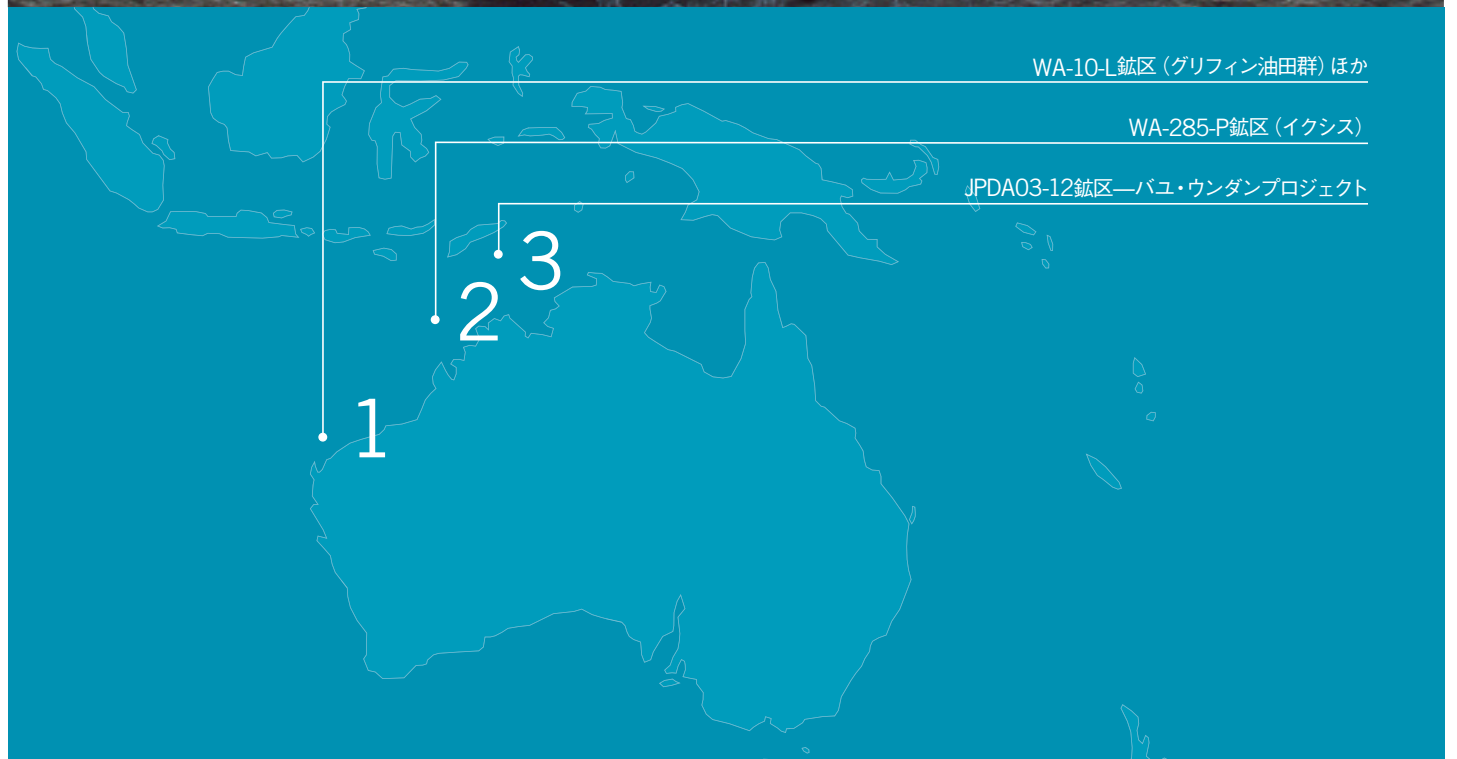 WA-10-L鉱区（グリフィン油田群）ほか
WA-285-P鉱区（イクシス）
JPDA03-12鉱区—バユ・ウンダンプロジェクト
3
2
1